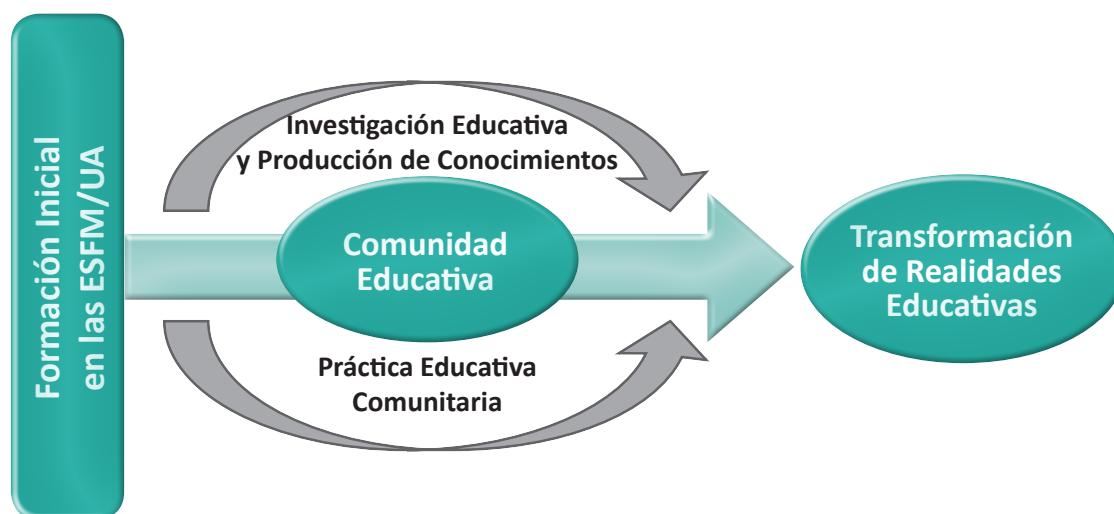 Formación Inicial
en las ESFM/UA
Investigación Educativa
y Producción de Conocimientos
Comunidad
Educativa
Práctica Educativa
Comunitaria
Transformación
de Realidades
Educativas